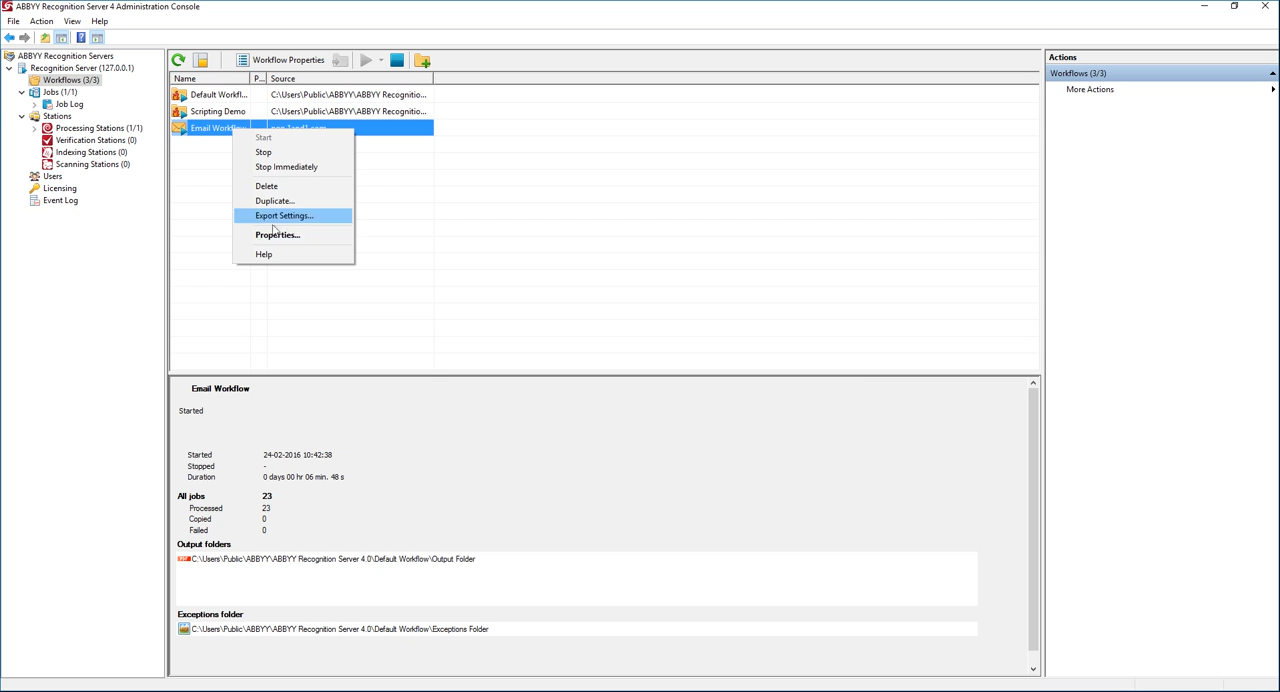 ABBYY Recognition Server 4 Administration Console
File Action View Help
Workflow Properties
ABBYY Recognition Servers
Recognition Server (127.0.0.1)
Workflows (3/3)
Jobs (1/1)
Job Log
Stations
Processing Stations (1/1)
Verification Stations (0)
Indexing Stations (0)
Scanning Stations (0)
Users
Licensing
Event Log
Name P... Source
Default Workfl... C:\Users\Public\ABBYY\ABBYY Recognitio...
Scripting Demo C:\Users\Public\ABBYY\ABBYY Recognitio...
Email Workflow
Start
Stop
Stop Immediately
Delete
Duplicate...
Export Settings...
Properties...
Help
Email Workflow
Started
Started 24-02-2016 10:42:38
Stopped -
Duration 0 days 00 hr 06 min. 48 s
All jobs 23
Processed 23
Copied 0
Failed 0
Output folders
C:\Users\Public\ABBYY\ABBYY Recognition Server 4.0\Default Workflow\Output Folder
Exceptions folder
C:\Users\Public\ABBYY\ABBYY Recognition Server 4.0\Default Workflow\Exceptions Folder
Actions
Workflows (3/3)
More Actions